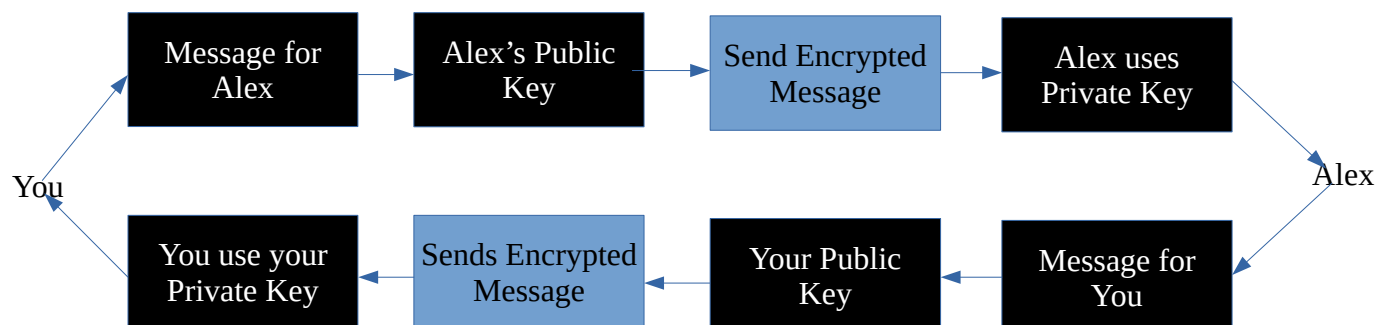 Message for
Alex
Alex’s Public
Key
Send Encrypted
Message
Alex uses
Private Key
You
Alex
You use your
Private Key
Sends Encrypted
Message
Your Public
Key
Message for
You